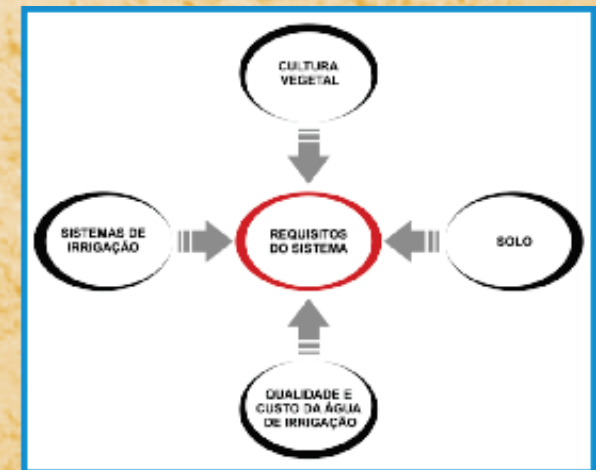 CULTURA
VEGETAL
SISTEMAS DE
IRRIGAÇÃO
REQUISITOS
DO SISTEMA
SOLO
QUALIDADE E
CUSTO DA ÁGUA
DE IRRIGAÇÃO